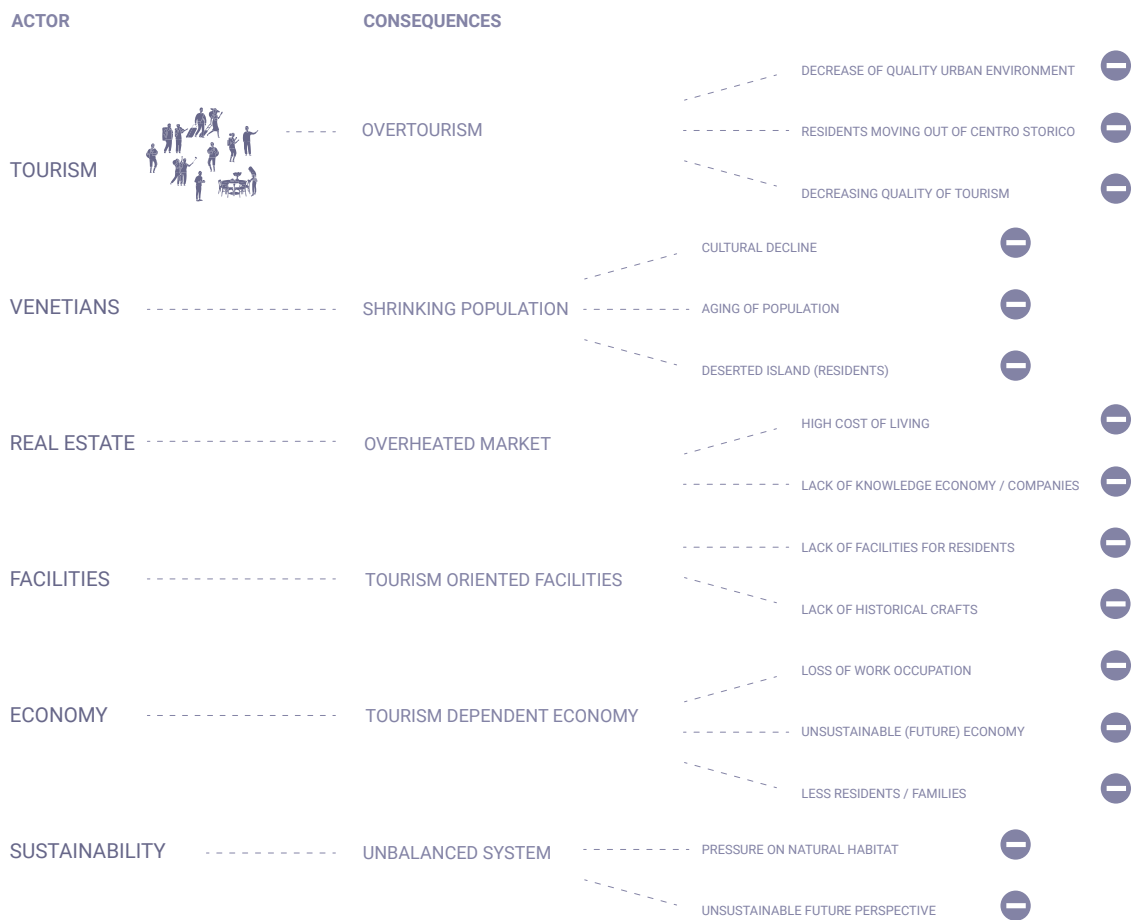 ACTOR CONSEQUENCES
DECREASE OF QUALITY URBAN ENVIRONMENT
OVERTOURISM RESIDENTS MOVING OUT OF CENTRO STORICO
TOURISM
DECREASING QUALITY OF TOURISM
CULTURAL DECLINE
VENETIANS SHRINKING POPULATION AGING OF POPULATION
DESERTED ISLAND (RESIDENTS)
HIGH COST OF LIVING
REAL ESTATE OVERHEATED MARKET
LACK OF KNOWLEDGE ECONOMY / COMPANIES
LACK OF FACILITIES FOR RESIDENTS
FACILITIES TOURISM ORIENTED FACILITIES
LACK OF HISTORICAL CRAFTS
LOSS OF WORK OCCUPATION
ECONOMY TOURISM DEPENDENT ECONOMY
UNSUSTAINABLE (FUTURE) ECONOMY
LESS RESIDENTS / FAMILIES
SUSTAINABILITY UNBALANCED SYSTEM PRESSURE ON NATURAL HABITAT
UNSUSTAINABLE FUTURE PERSPECTIVE